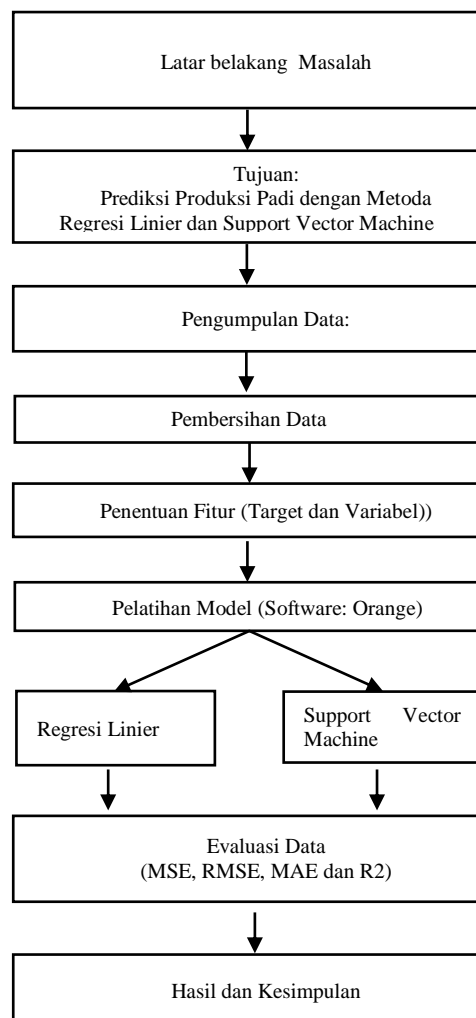 Latar belakang Masalah
Tujuan:
Prediksi Produksi Padi dengan Metoda
Regresi Linier dan Support Vector Machine
Pengumpulan Data:
Pembersihan Data
Penentuan Fitur (Target dan Variabel))
Pelatihan Model (Software: Orange)
Regresi Linier
Support Vector
Machine
Evaluasi Data
(MSE, RMSE, MAE dan R2)
Hasil dan Kesimpulan